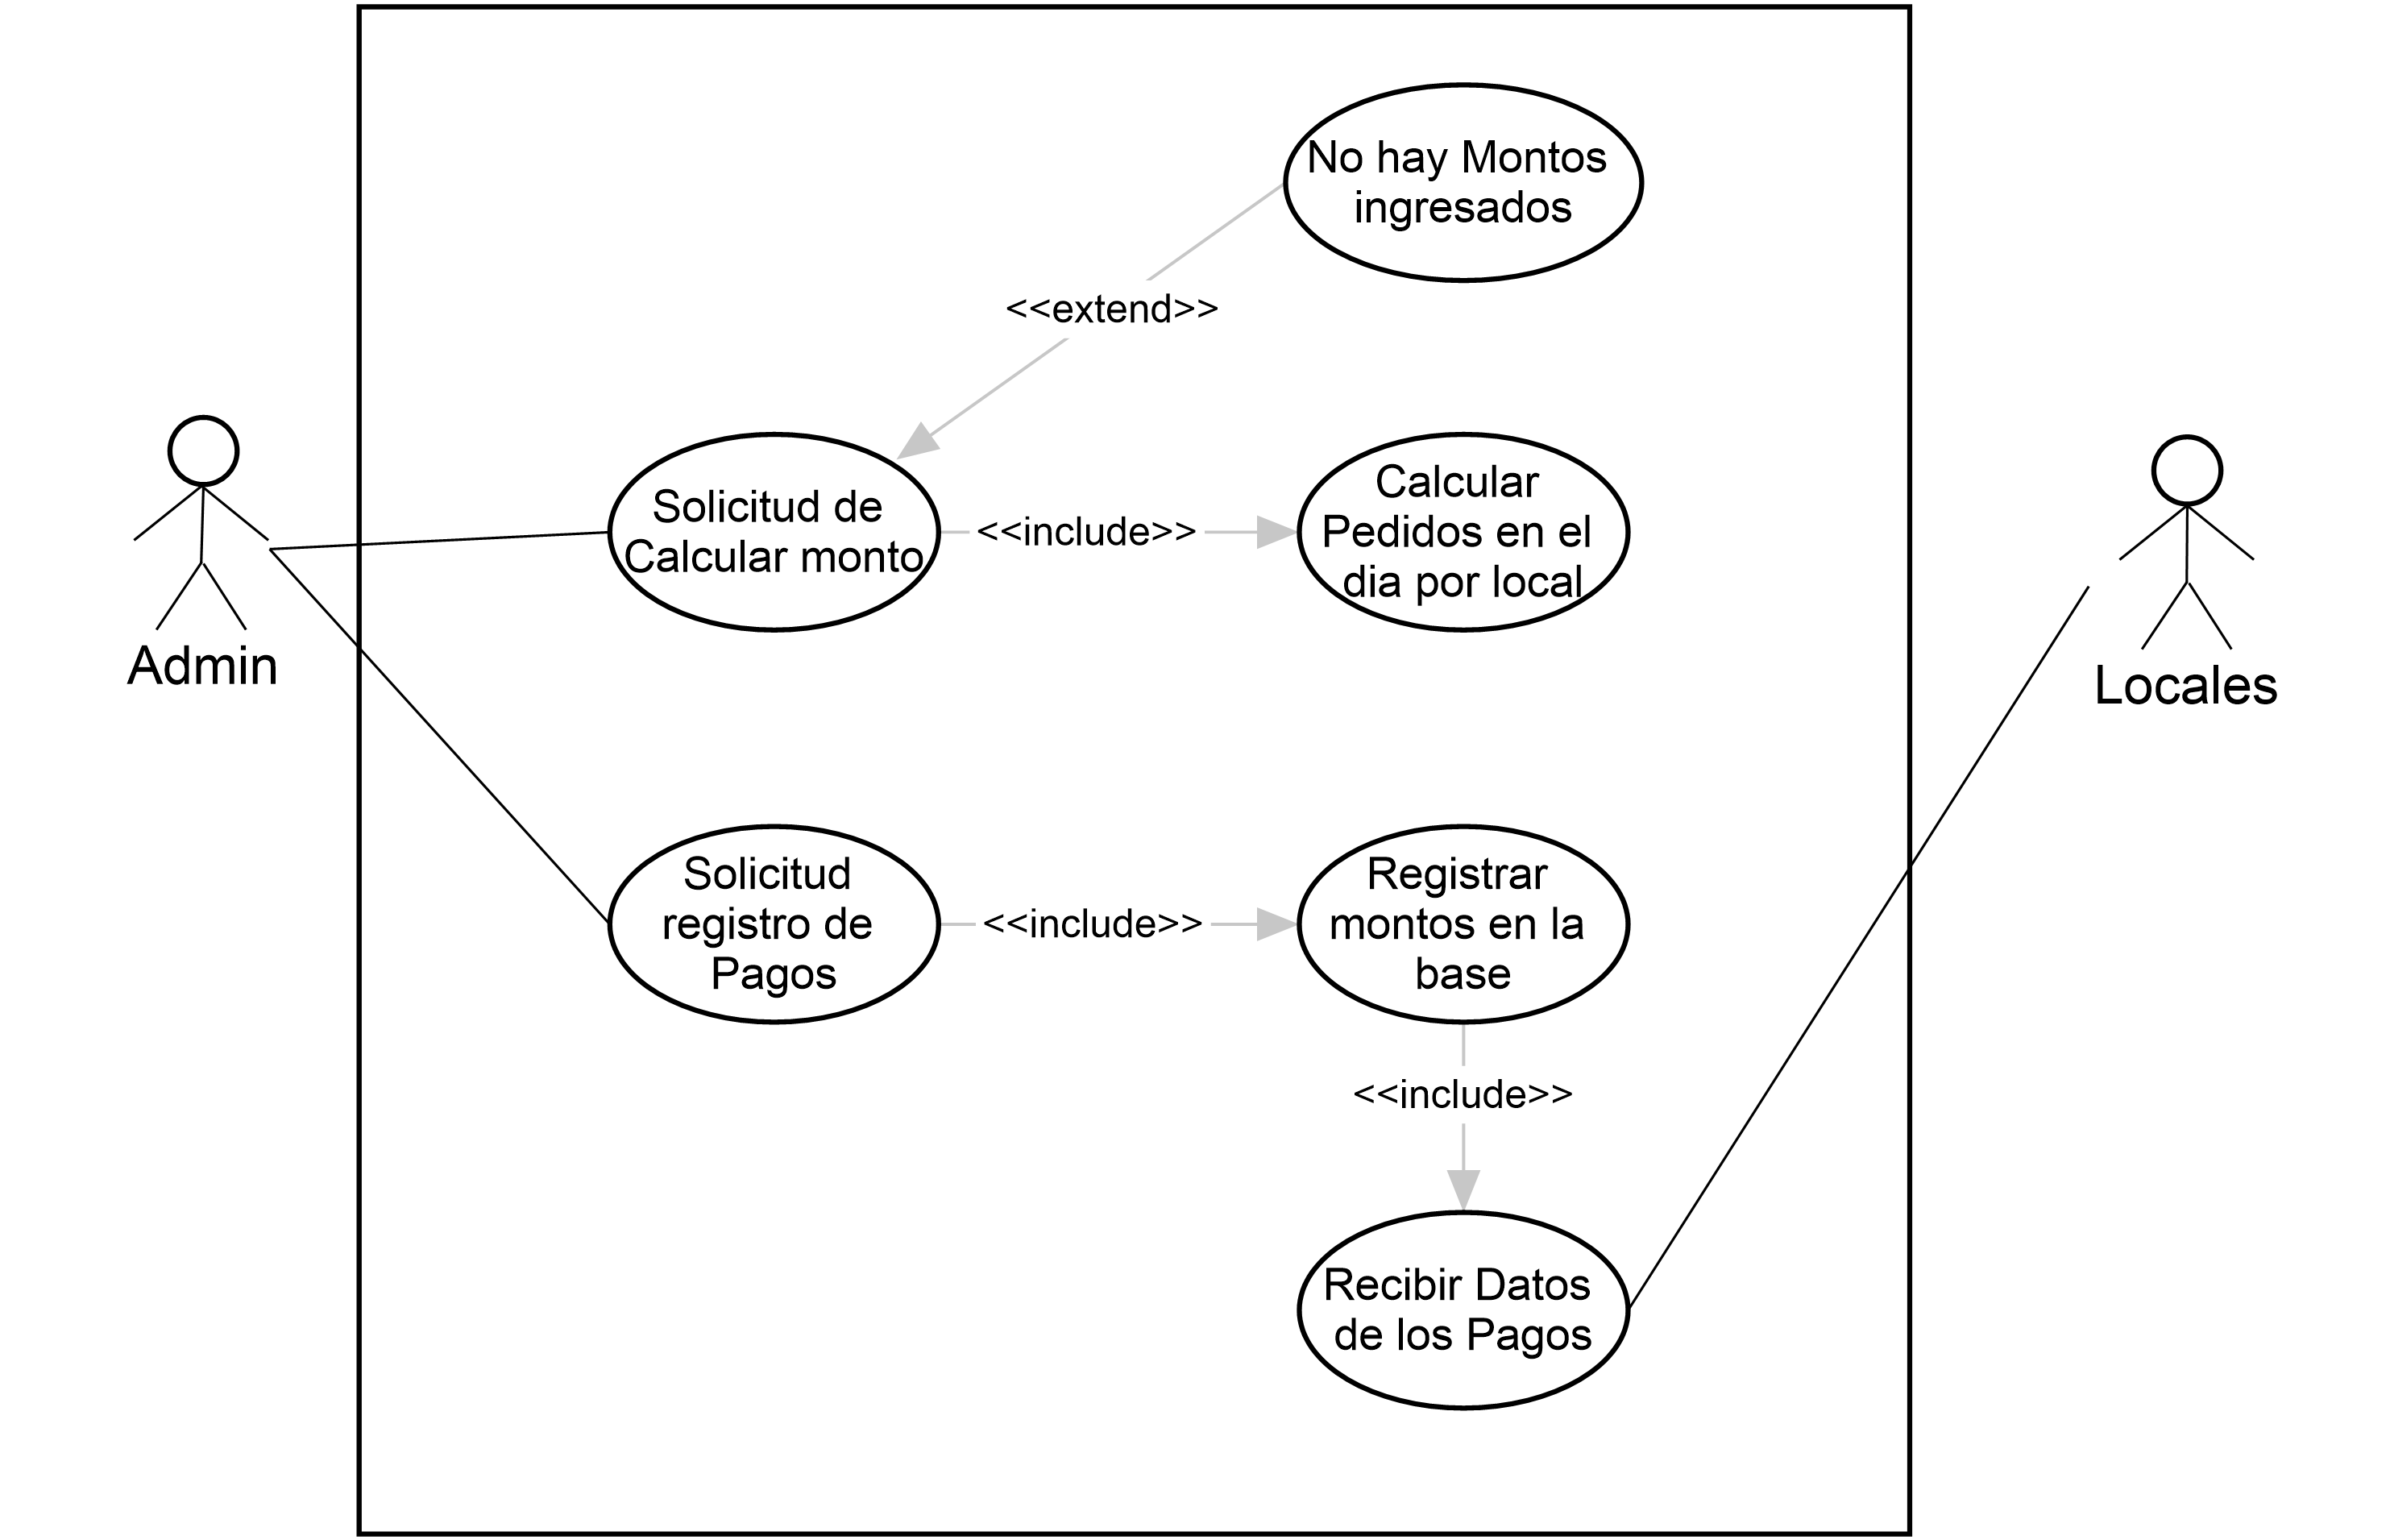 No hay Montos
ingresados
<<extend>>
Solicitud de
Calcular monto
<<include>>
Calcular
Pedidos en el
dia por local
Admin
Locales
Solicitud
registro de
Pagos
<<include>>
Registrar
montos en la
base
<<include>>
Recibir Datos
de los Pagos